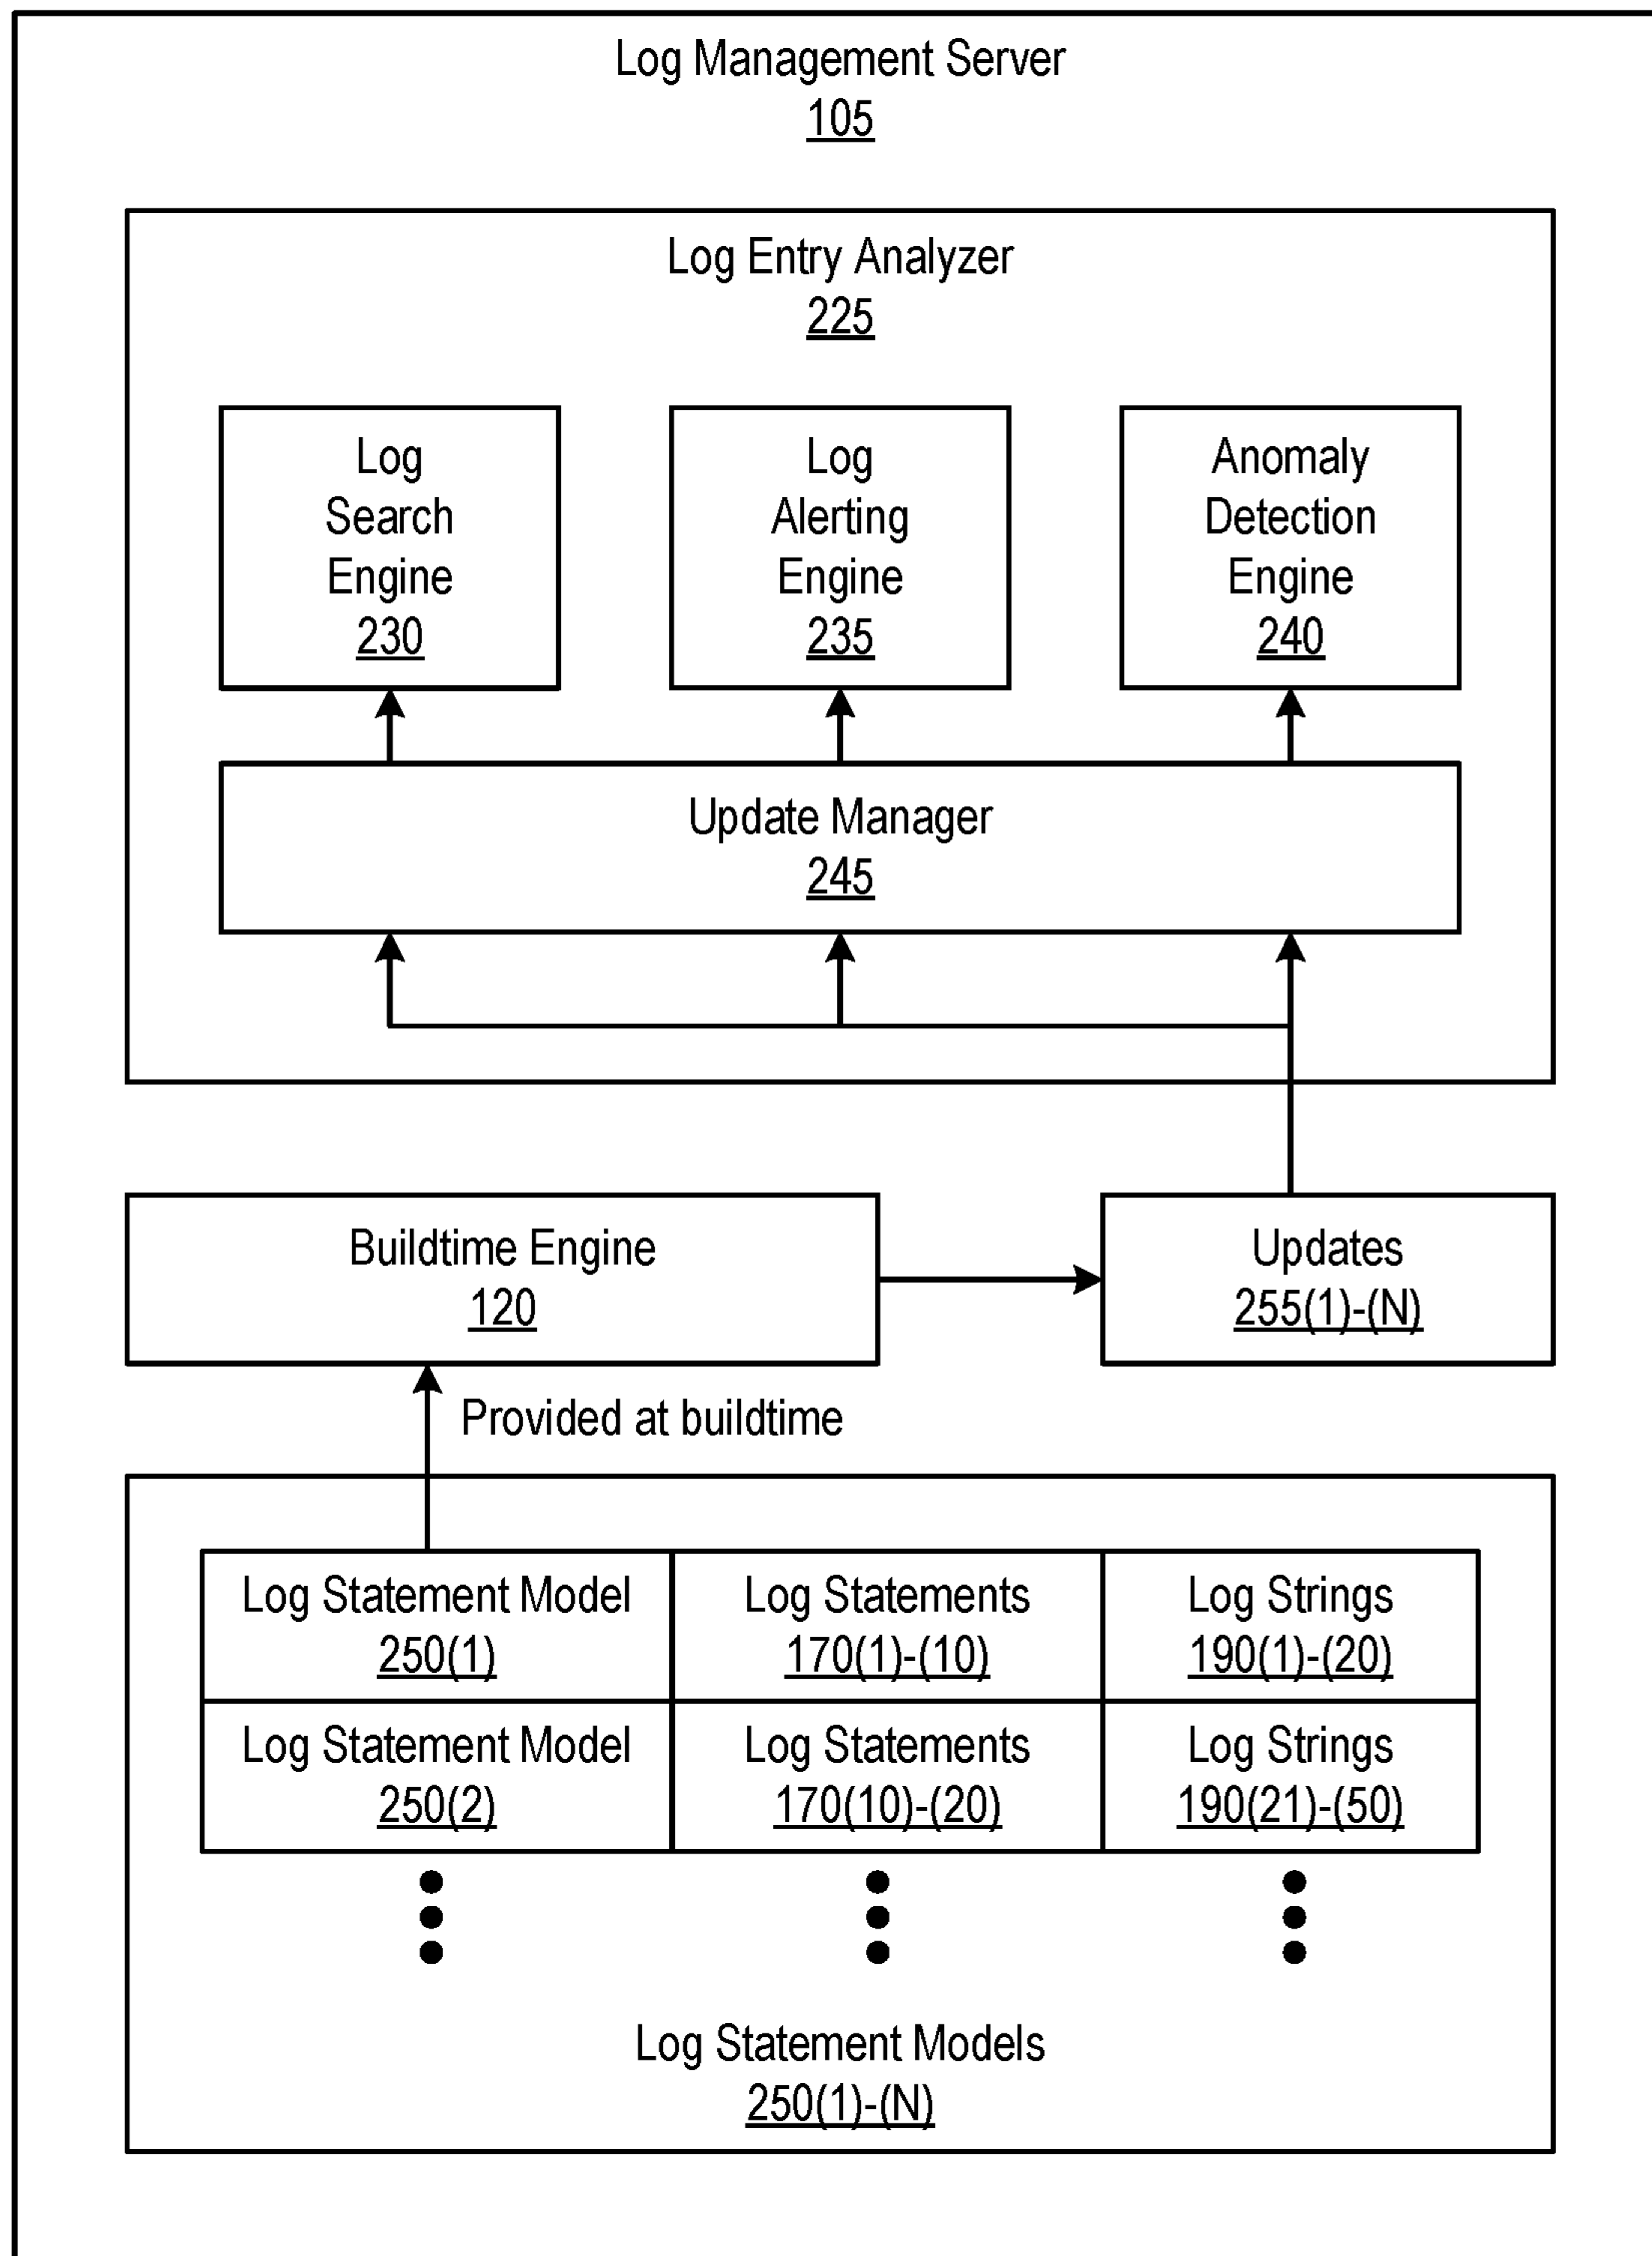 Log Management Server
105
Log Entry Analyzer
225
Log
Search
Engine
230
Log
Alerting
Engine
235
Anomaly
Detection
Engine
240
Update Manager
245
Buildtime Engine
120
Updates
255(1)-(N)
Provided at buildtime
Log Statement Model
250(1)
Log Statements
170(1)-(10)
Log Strings
190(1)-(20)
Log Statement Model
250(2)
Log Statements
170(10)-(20)
Log Strings
190(21)-(50)
Log Statement Models
250(1)-(N)